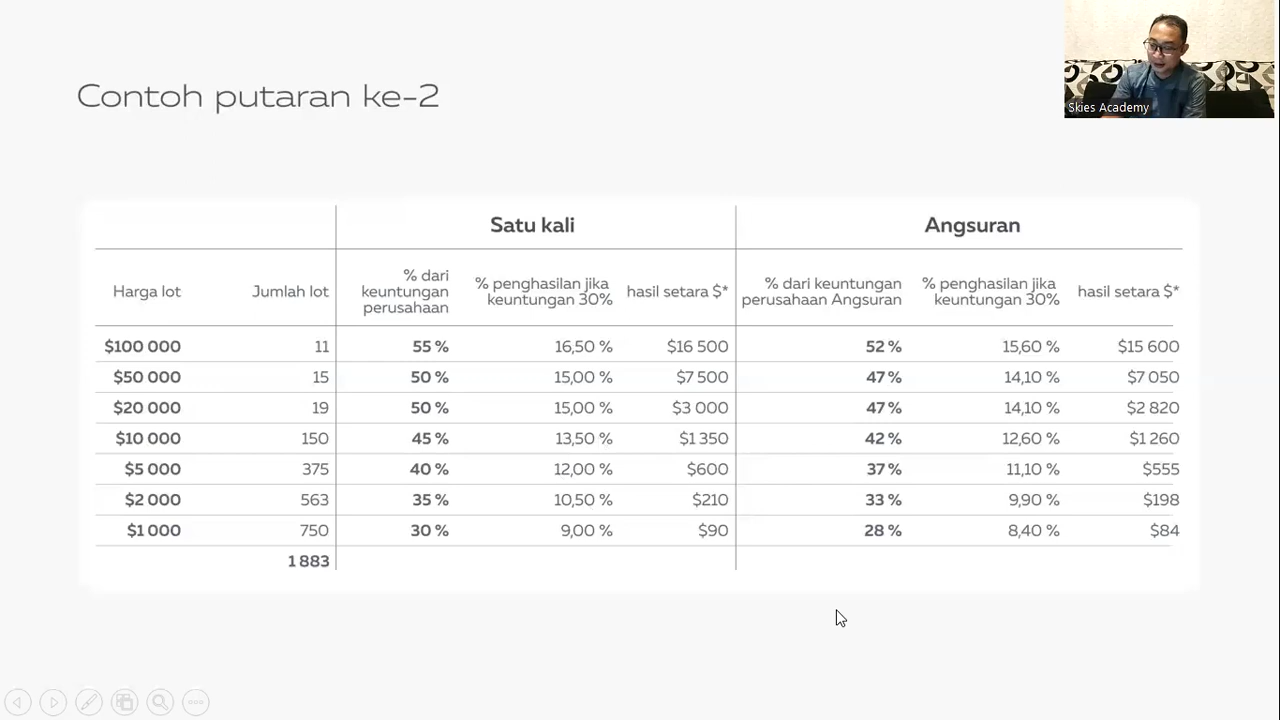 Skies Academy
Contoh putaran ke-2
Satu kali Angsuran
Harga lot Jumlah lot % dari keuntungan perusahaan % penghasilan jika keuntungan 30% hasil setara $* % dari keuntungan perusahaan Angsuran % penghasilan jika keuntungan 30% hasil setara $*
$100 000 11 55 % 16,50 % $16 500 52 % 15,60 % $15 600
$50 000 15 50 % 15,00 % $7 500 47 % 14,10 % $7 050
$20 000 19 50 % 15,00 % $3 000 47 % 14,10 % $2 820
$10 000 150 45 % 13,50 % $1 350 42 % 12,60 % $1 260
$5 000 375 40 % 12,00 % $600 37 % 11,10 % $555
$2 000 563 35 % 10,50 % $210 33 % 9,90 % $198
$1 000 750 30 % 9,00 % $90 28 % 8,40 % $84
1 883